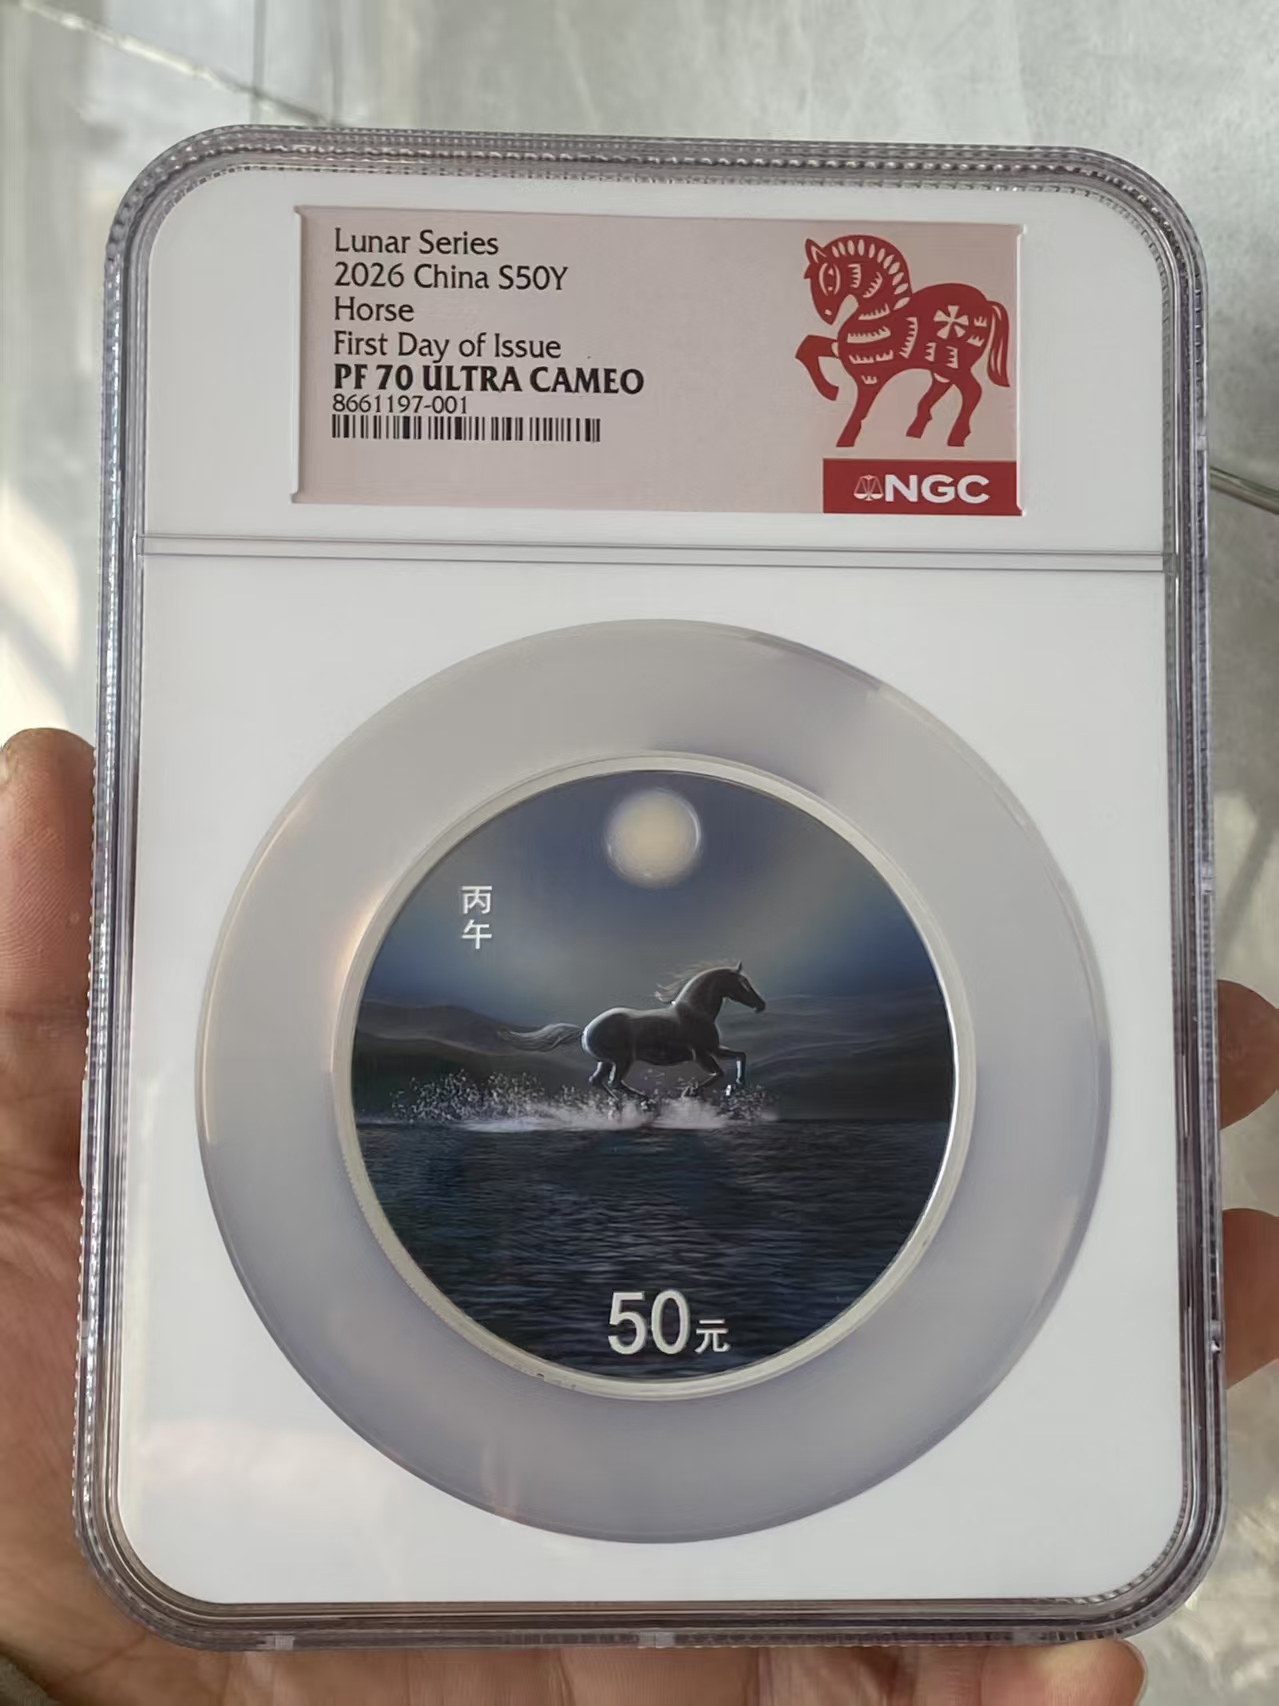 Lunar Series
2026 China S50Y
Horse
First Day of Issue
PF 70 ULTRA CAMEO
8661197-001
NGC
丙
午
50元